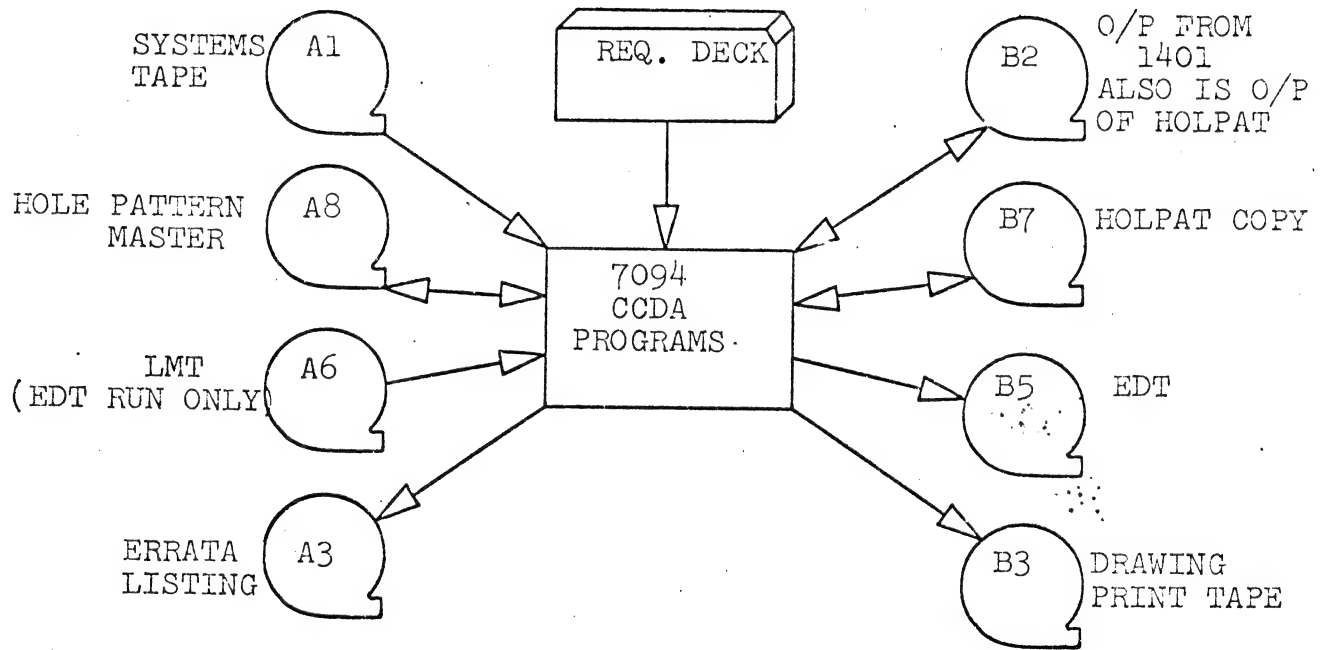 SYSTEMS
TAPE
A1
REQ. DECK
B2
O/P FROM
1401
ALSO IS O/P
OF HOLPAT
HOLE PATTERN
MASTER
A8
7094
CCDA
PROGRAMS
B7
HOLPAT COPY
LMT
(EDT RUN ONLY)
A6
B5
EDT
ERRATA
LISTING
A3
B3
DRAWING
PRINT TAPE